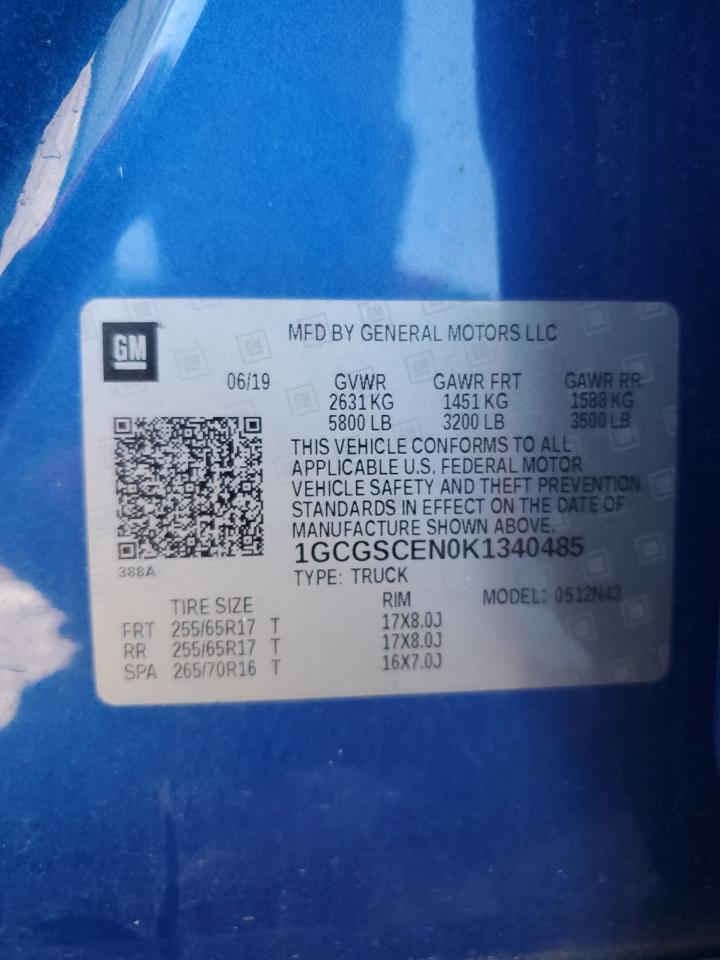 GM
MFD BY GENERAL MOTORS LLC
06/19 GVWR GAWR FRT GAWR RR
2631 KG 1451 KG 1588 KG
5800 LB 3200 LB 3500 LB
THIS VEHICLE CONFORMS TO ALL
APPLICABLE U.S. FEDERAL MOTOR
VEHICLE SAFETY AND THEFT PREVENTION
STANDARDS IN EFFECT ON THE DATE OF
MANUFACTURE SHOWN ABOVE.
1GCGSCEN0K1340485
388A
TYPE: TRUCK
TIRE SIZE RIM MODEL: 0512N43
FRT 255/65R17 T 17X8.0J
RR 255/65R17 T 17X8.0J
SPA 265/70R16 T 16X7.0J